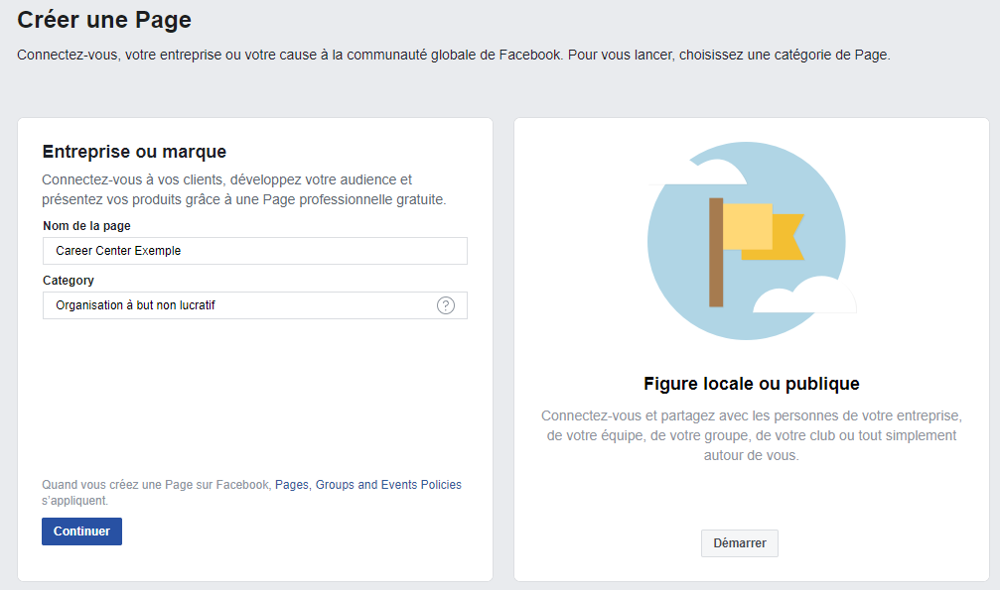 Créer une Page
Connectez-vous, votre entreprise ou votre cause à la communauté globale de Facebook. Pour vous lancer, choisissez une catégorie de Page.
Entreprise ou marque
Connectez-vous à vos clients, développez votre audience et
présentez vos produits grâce à une Page professionnelle gratuite.
Nom de la page
Career Center Exemple
Category
Organisation à but non lucratif
?
Quand vous créez une Page sur Facebook, Pages, Groups and Events Policies
s'appliquent.
Continuer
Figure locale ou publique
Connectez-vous et partagez avec les personnes de votre entreprise,
de votre équipe, de votre groupe, de votre club ou tout simplement
autour de vous.
Démarrer